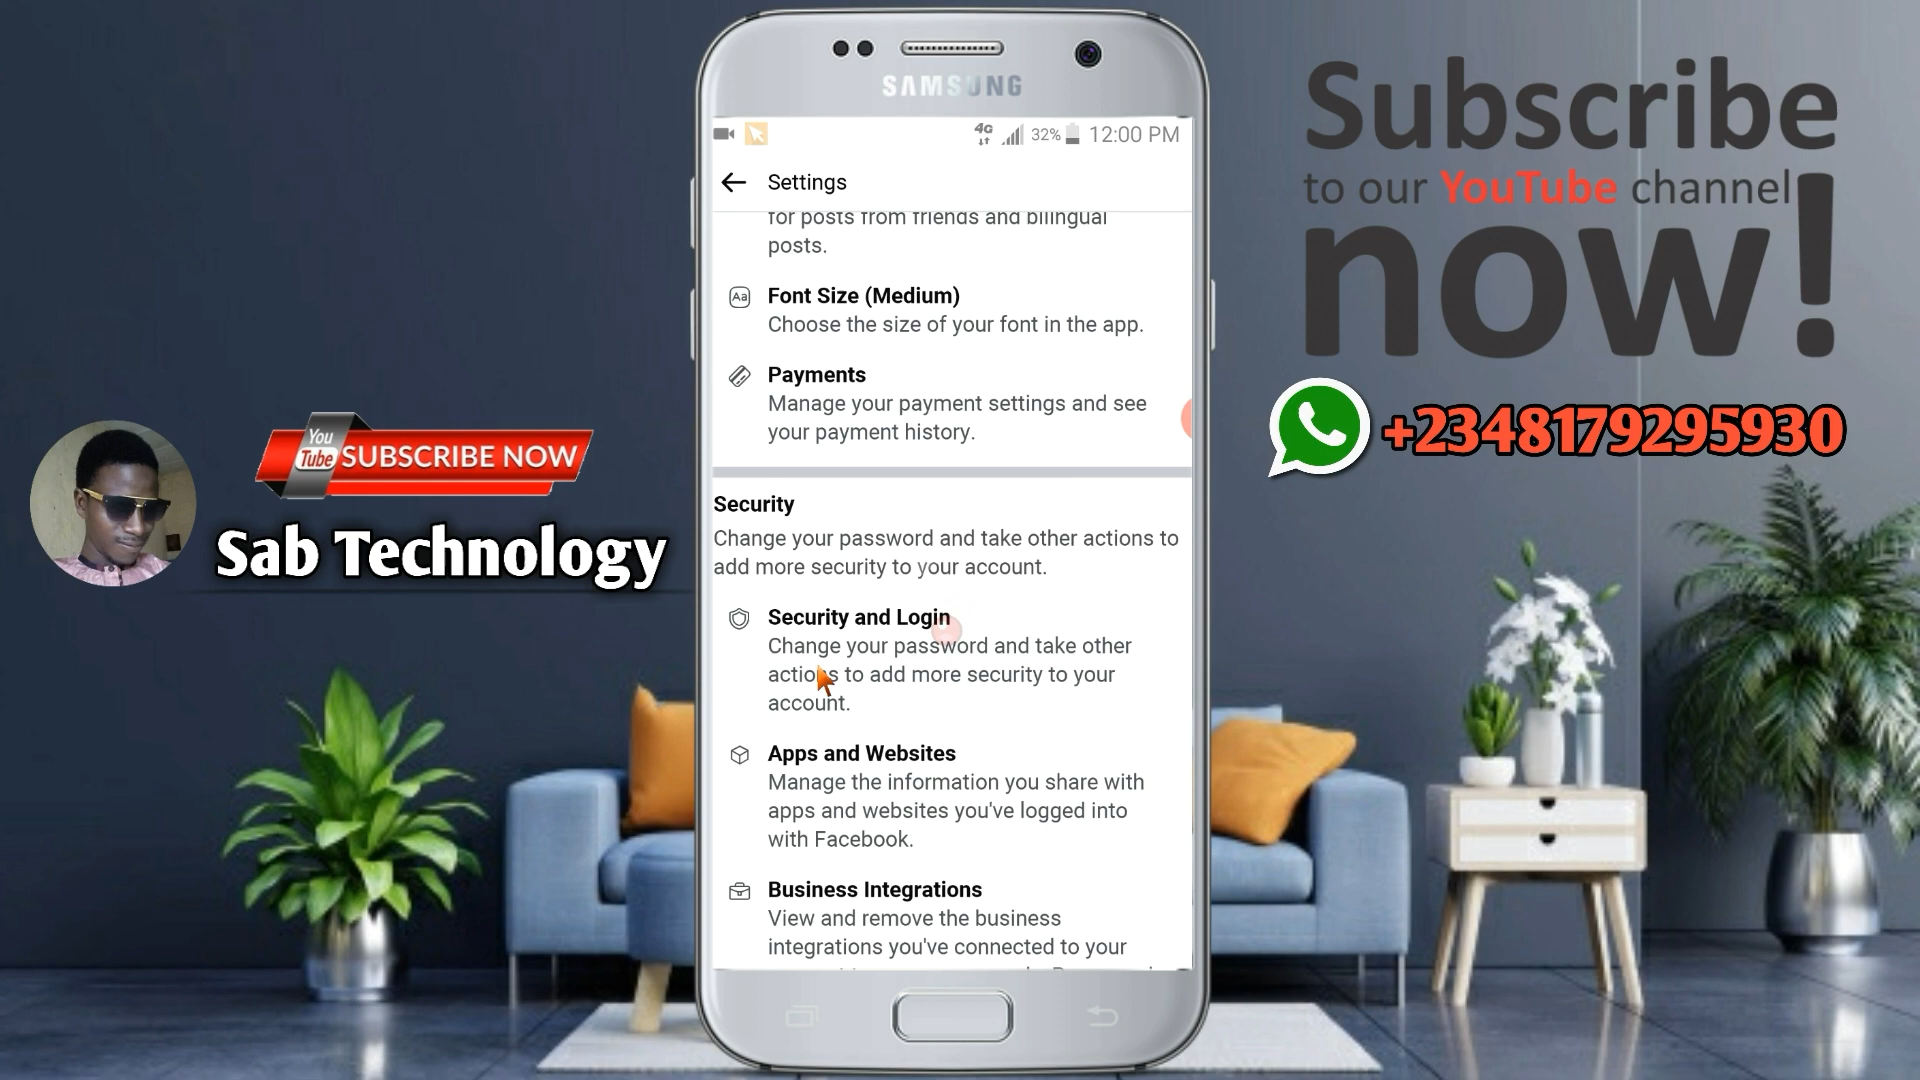 SAMSUNG
4G 32% 12:00 PM
Settings
for posts from friends and bilingual
posts.
Aa
Font Size (Medium)
Choose the size of your font in the app.
Payments
Manage your payment settings and see
your payment history.
Security
Change your password and take other actions to
add more security to your account.
Security and Login
Change your password and take other
actions to add more security to your
account.
Apps and Websites
Manage the information you share with
apps and websites you've logged into
with Facebook.
Business Integrations
View and remove the business
integrations you've connected to your
You
Tube SUBSCRIBE NOW
Sab Technology
Subscribe
to our YouTube channel
now!
+2348179295930